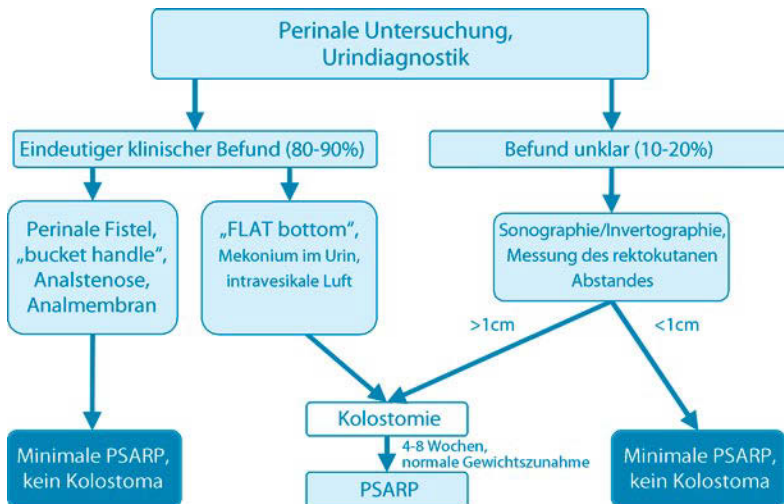 Perinale Untersuchung,
Urindiagnostik
Eindeutiger klinischer Befund (80-90%)
Befund unklar (10-20%)
Perinale Fistel,
„bucket handle“,
Analstenose,
Analmembran
„FLAT bottom“,
Mekonium im Urin,
intravesikale Luft
Sonographie/Invertographie,
Messung des rektokutanen
Abstandes
>1cm
<1cm
Kolostomie
4-8 Wochen,
normale Gewichtszunahme
Minimale PSARP,
kein Kolostoma
PSARP
Minimale PSARP,
kein Kolostoma